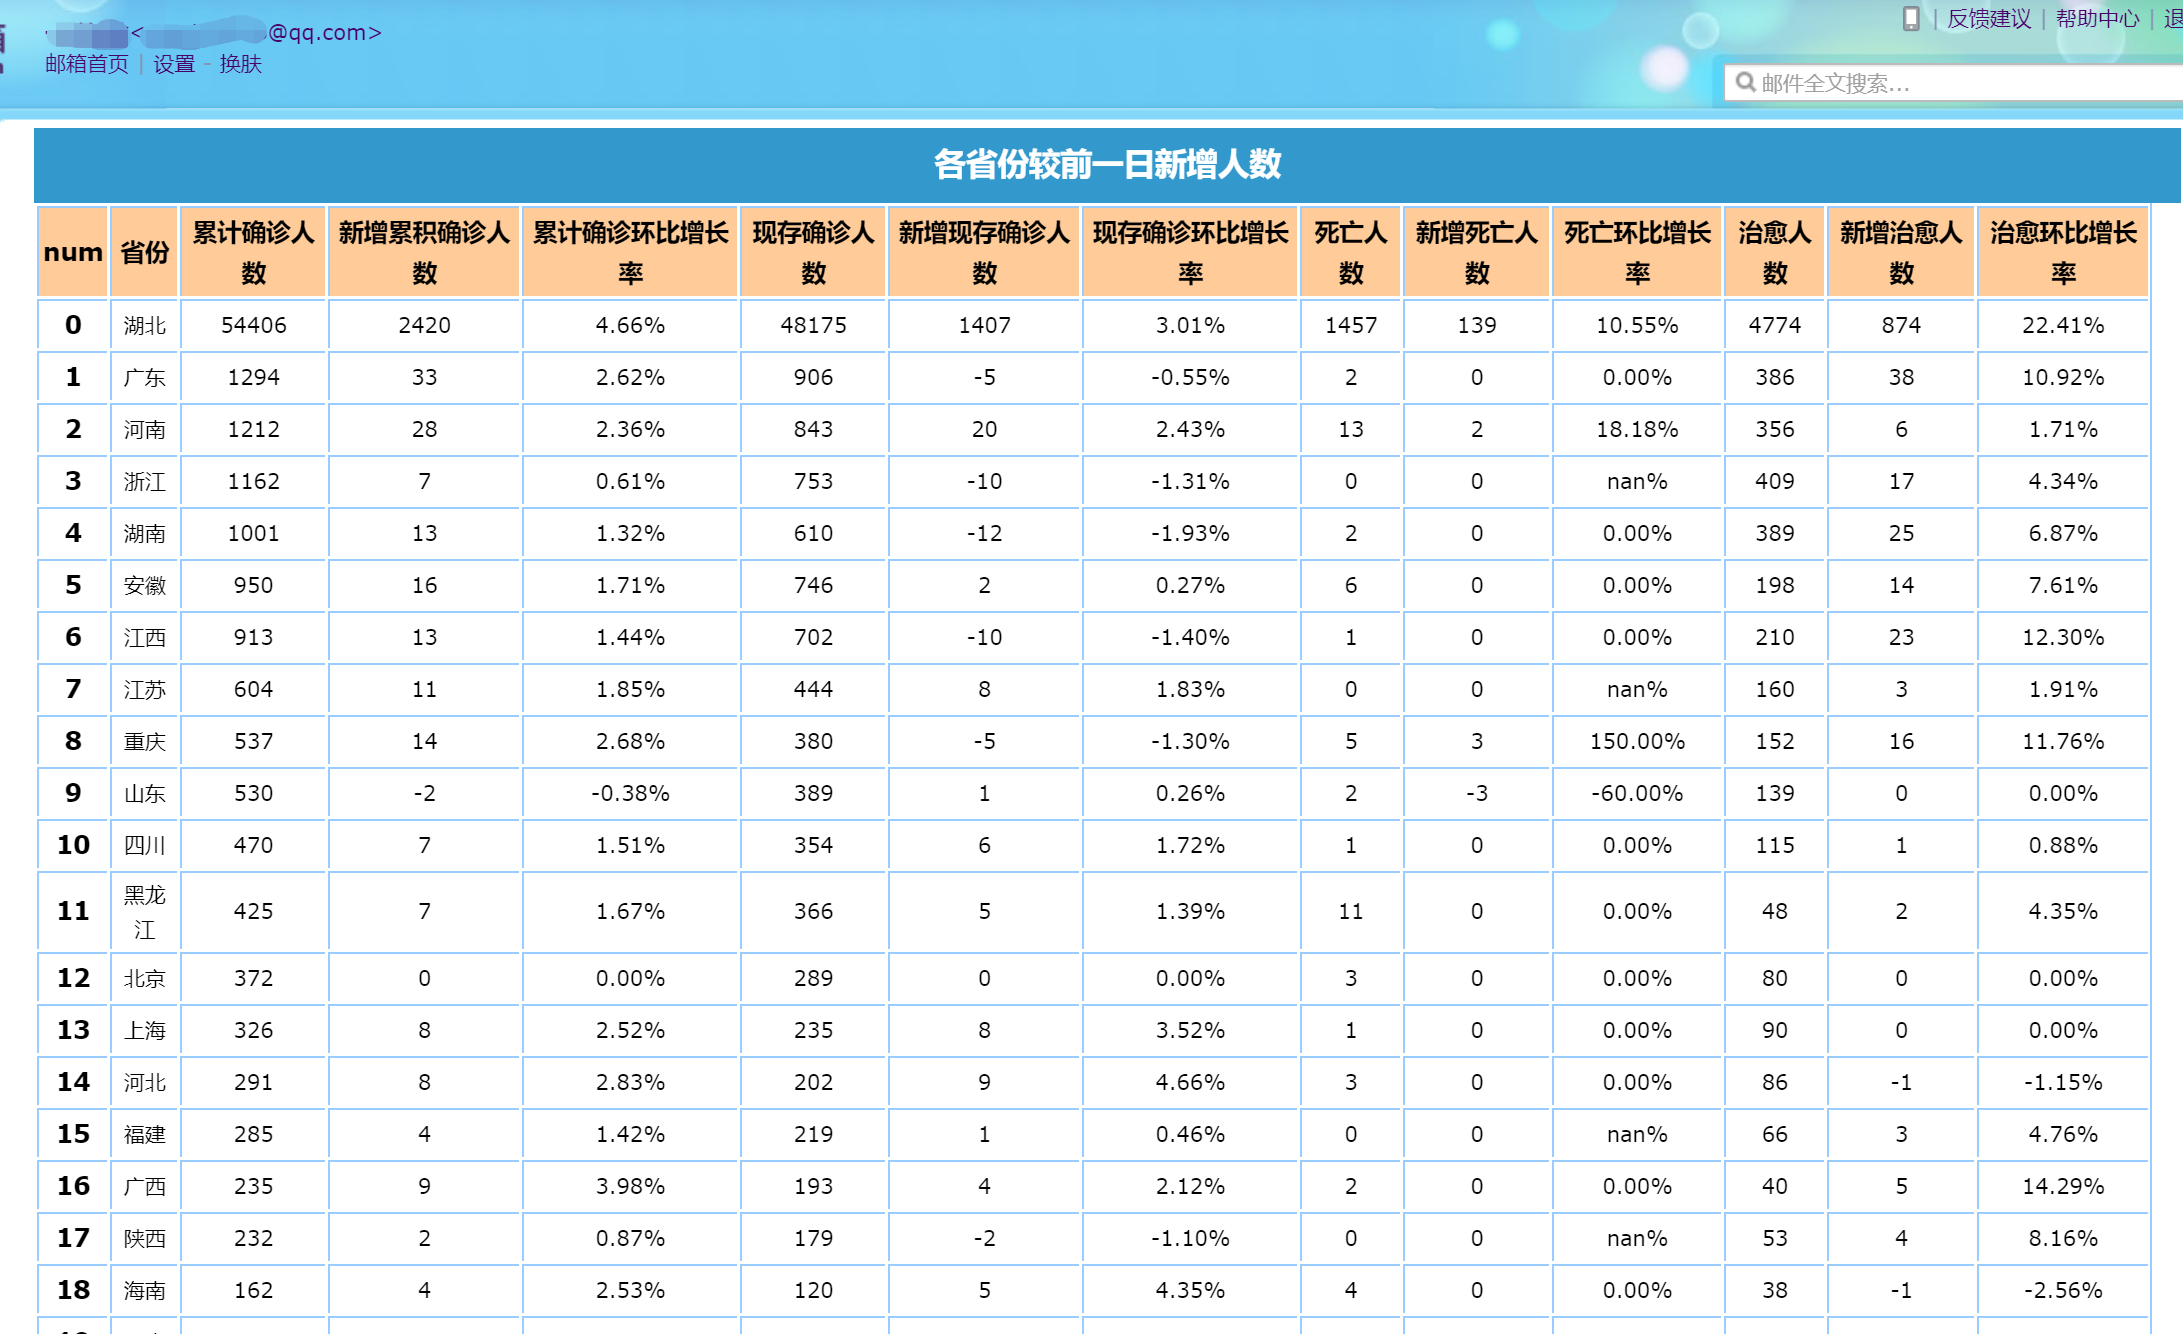 @qq.com>
邮箱首页 | 设置 - 换肤
| 反馈建议 | 帮助中心 | 退
邮件全文搜索...
各省份较前一日新增人数
num 省份 累计确诊人数 新增累积确诊人数 累计确诊环比增长率 现存确诊人数 新增现存确诊人数 现存确诊环比增长率 死亡人数 新增死亡人数 死亡环比增长率 治愈人数 新增治愈人数 治愈环比增长率
0 湖北 54406 2420 4.66% 48175 1407 3.01% 1457 139 10.55% 4774 874 22.41%
1 广东 1294 33 2.62% 906 -5 -0.55% 2 0 0.00% 386 38 10.92%
2 河南 1212 28 2.36% 843 20 2.43% 13 2 18.18% 356 6 1.71%
3 浙江 1162 7 0.61% 753 -10 -1.31% 0 0 nan% 409 17 4.34%
4 湖南 1001 13 1.32% 610 -12 -1.93% 2 0 0.00% 389 25 6.87%
5 安徽 950 16 1.71% 746 2 0.27% 6 0 0.00% 198 14 7.61%
6 江西 913 13 1.44% 702 -10 -1.40% 1 0 0.00% 210 23 12.30%
7 江苏 604 11 1.85% 444 8 1.83% 0 0 nan% 160 3 1.91%
8 重庆 537 14 2.68% 380 -5 -1.30% 5 3 150.00% 152 16 11.76%
9 山东 530 -2 -0.38% 389 1 0.26% 2 -3 -60.00% 139 0 0.00%
10 四川 470 7 1.51% 354 6 1.72% 1 0 0.00% 115 1 0.88%
11 黑龙江 425 7 1.67% 366 5 1.39% 11 0 0.00% 48 2 4.35%
12 北京 372 0 0.00% 289 0 0.00% 3 0 0.00% 80 0 0.00%
13 上海 326 8 2.52% 235 8 3.52% 1 0 0.00% 90 0 0.00%
14 河北 291 8 2.83% 202 9 4.66% 3 0 0.00% 86 -1 -1.15%
15 福建 285 4 1.42% 219 1 0.46% 0 0 nan% 66 3 4.76%
16 广西 235 9 3.98% 193 4 2.12% 2 0 0.00% 40 5 14.29%
17 陕西 232 2 0.87% 179 -2 -1.10% 0 0 nan% 53 4 8.16%
18 海南 162 4 2.53% 120 5 4.35% 4 0 0.00% 38 -1 -2.56%